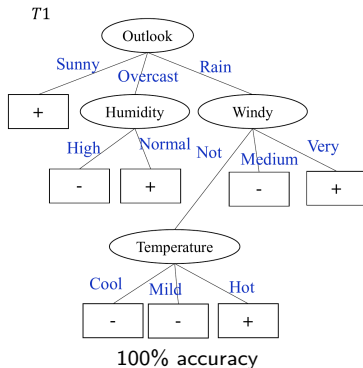 T1
Outlook
Sunny
Overcast
Rain
+
Humidity
Windy
High
Normal
Not
Medium
Very
-
+
-
+
Temperature
Cool
Mild
Hot
-
-
+
100% accuracy